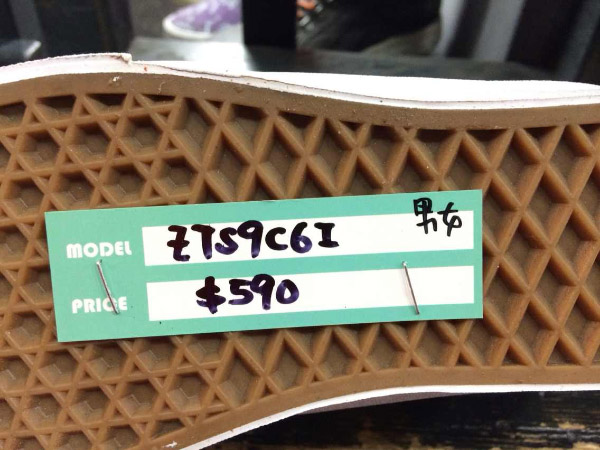 MODEL ZTS9C6I 男女
PRICE $590